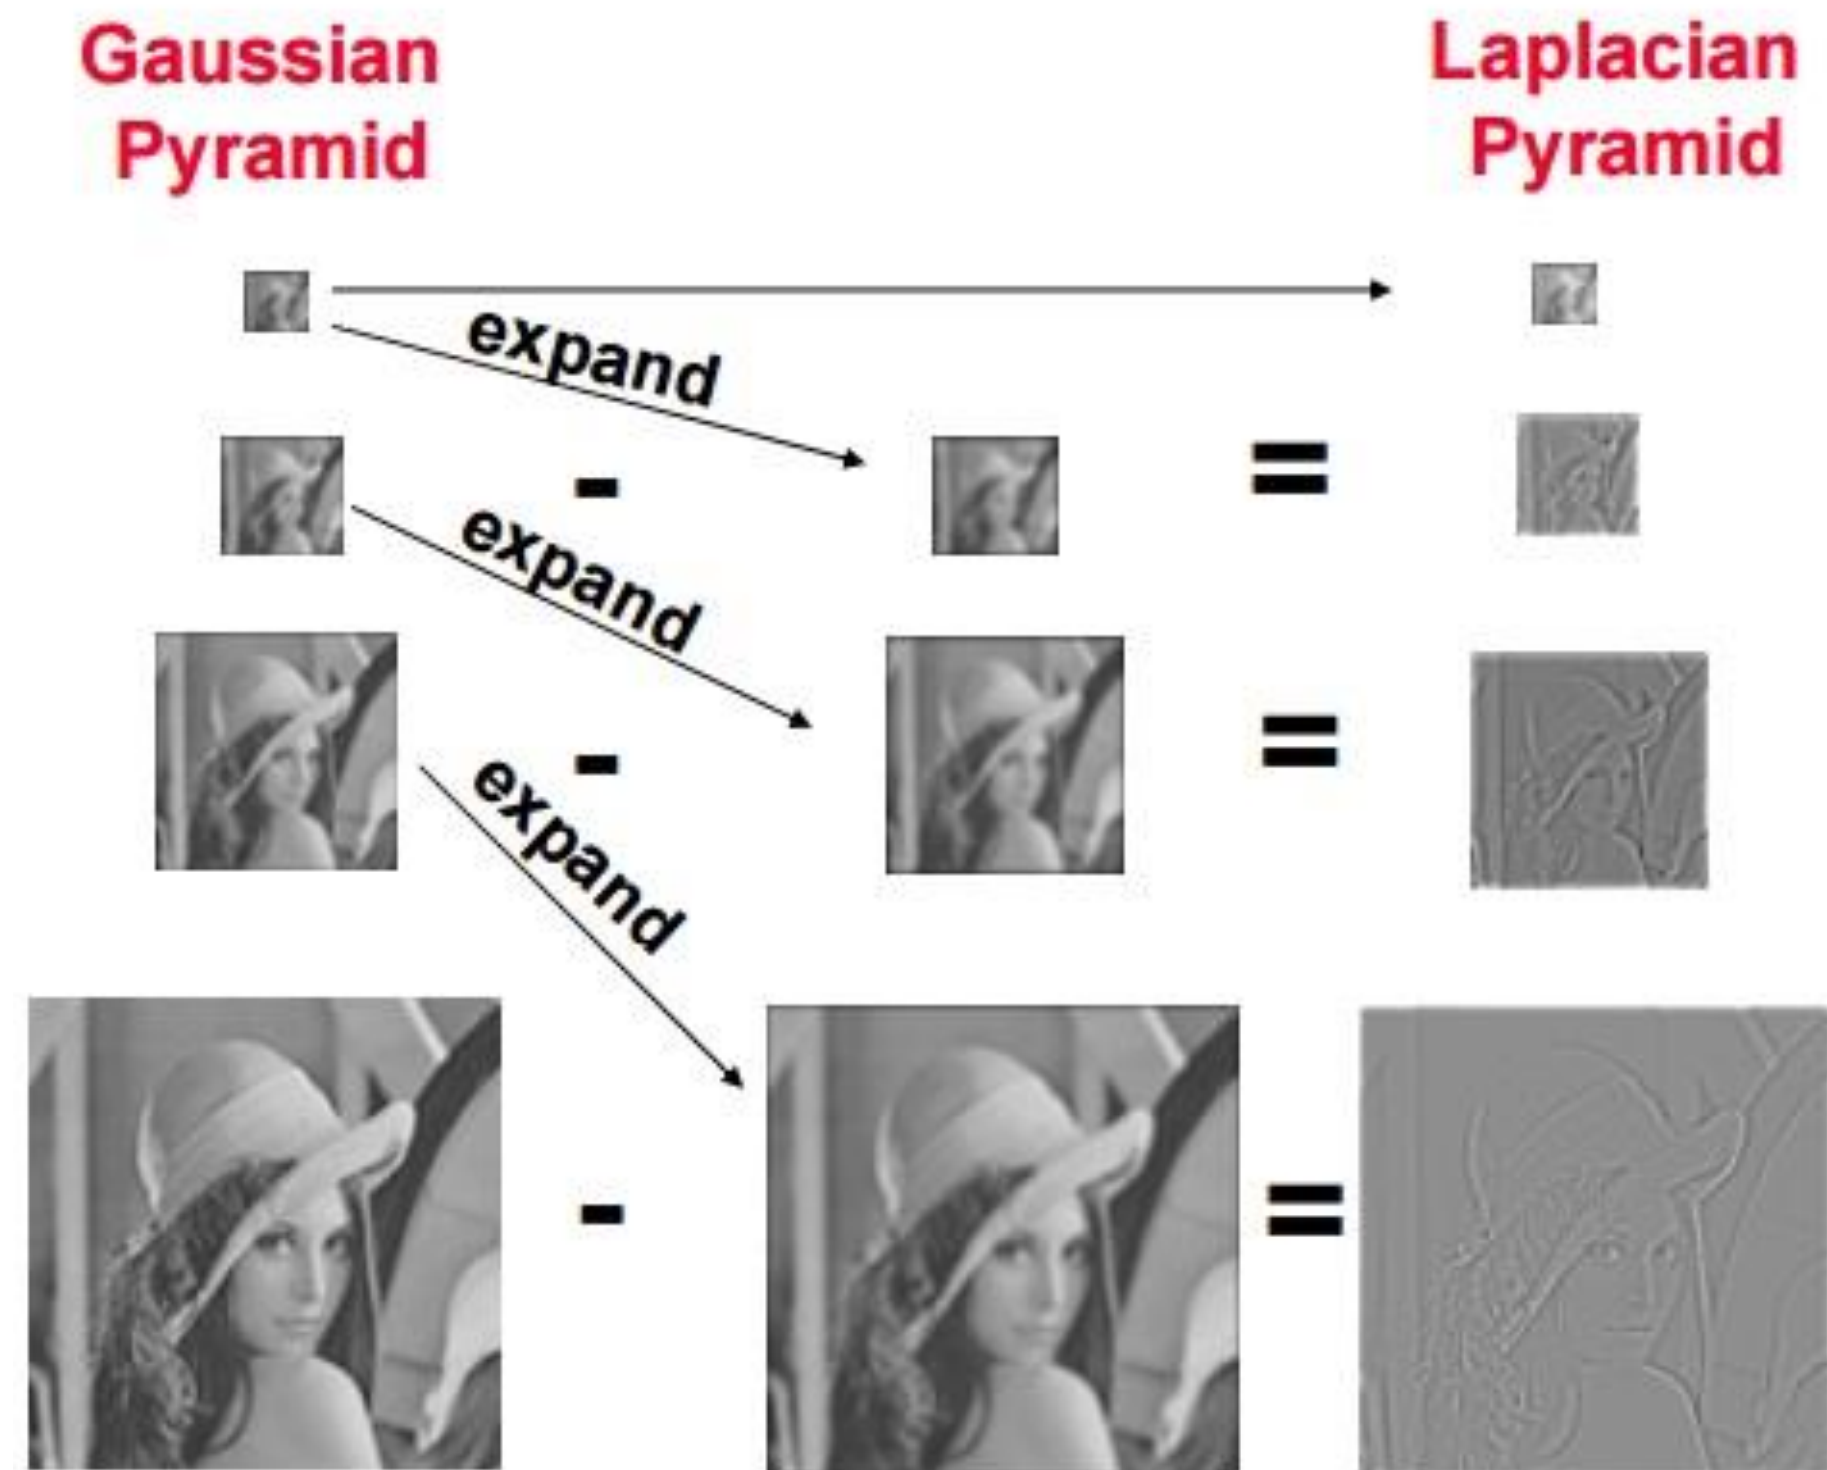 Gaussian
Pyramid
Laplacian
Pyramid
expand
-
=
expand
-
=
expand
-
=